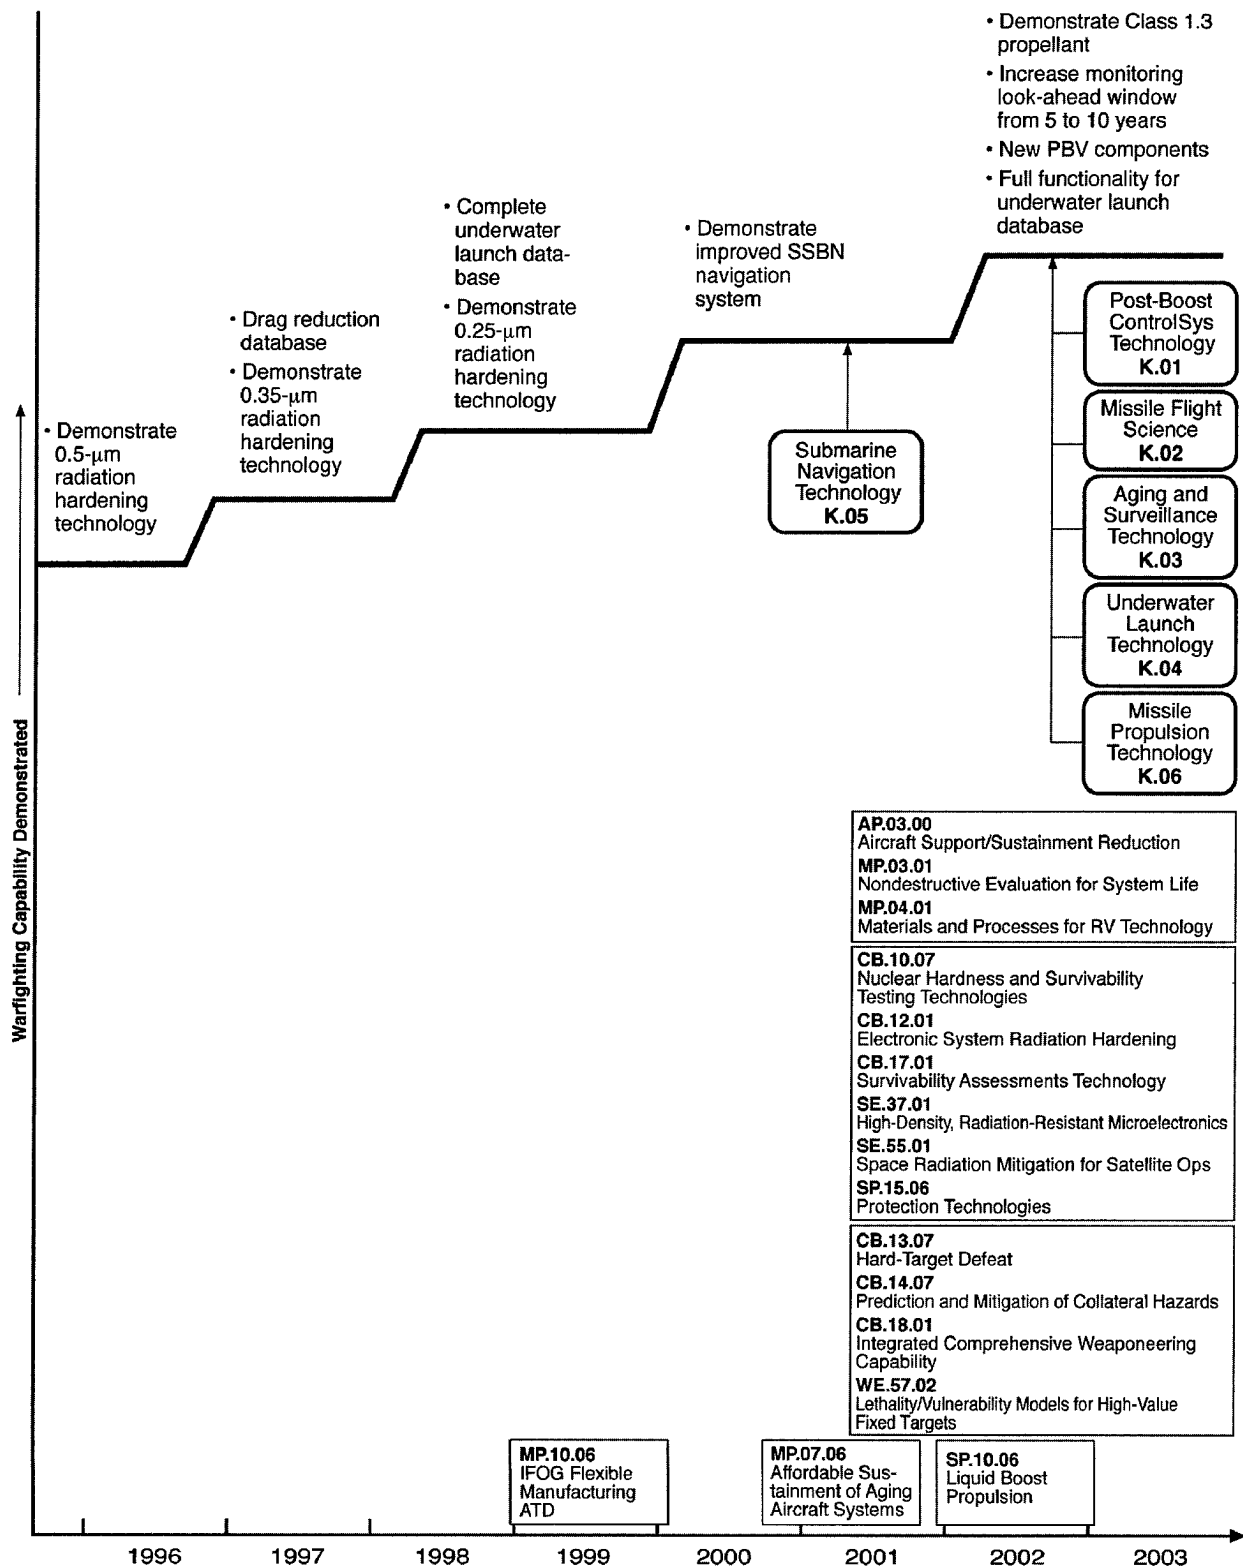 • Demonstrate Class 1.3
propellant
• Increase monitoring
look-ahead window
from 5 to 10 years
• New PBV components
• Full functionality for
underwater launch
database
• Complete
underwater
launch data-
base
• Demonstrate
0.25-µm
radiation
hardening
technology
• Demonstrate
improved SSBN
navigation
system
• Drag reduction
database
• Demonstrate
0.35-µm
radiation
hardening
technology
• Demonstrate
0.5-µm
radiation
hardening
technology
Warfighting Capability Demonstrated
Submarine
Navigation
Technology
K.05
Post-Boost
ControlSys
Technology
K.01
Missile Flight
Science
K.02
Aging and
Surveillance
Technology
K.03
Underwater
Launch
Technology
K.04
Missile
Propulsion
Technology
K.06
AP.03.00
Aircraft Support/Sustainment Reduction
MP.03.01
Nondestructive Evaluation for System Life
MP.04.01
Materials and Processes for RV Technology
CB.10.07
Nuclear Hardness and Survivability
Testing Technologies
CB.12.01
Electronic System Radiation Hardening
CB.17.01
Survivability Assessments Technology
SE.37.01
High-Density, Radiation-Resistant Microelectronics
SE.55.01
Space Radiation Mitigation for Satellite Ops
SP.15.06
Protection Technologies
CB.13.07
Hard-Target Defeat
CB.14.07
Prediction and Mitigation of Collateral Hazards
CB.18.01
Integrated Comprehensive Weaponeering
Capability
WE.57.02
Lethality/Vulnerability Models for High-Value
Fixed Targets
MP.10.06
IFOG Flexible
Manufacturing
ATD
MP.07.06
Affordable Sus-
tainment of Aging
Aircraft Systems
SP.10.06
Liquid Boost
Propulsion
1996 1997 1998 1999 2000 2001 2002 2003